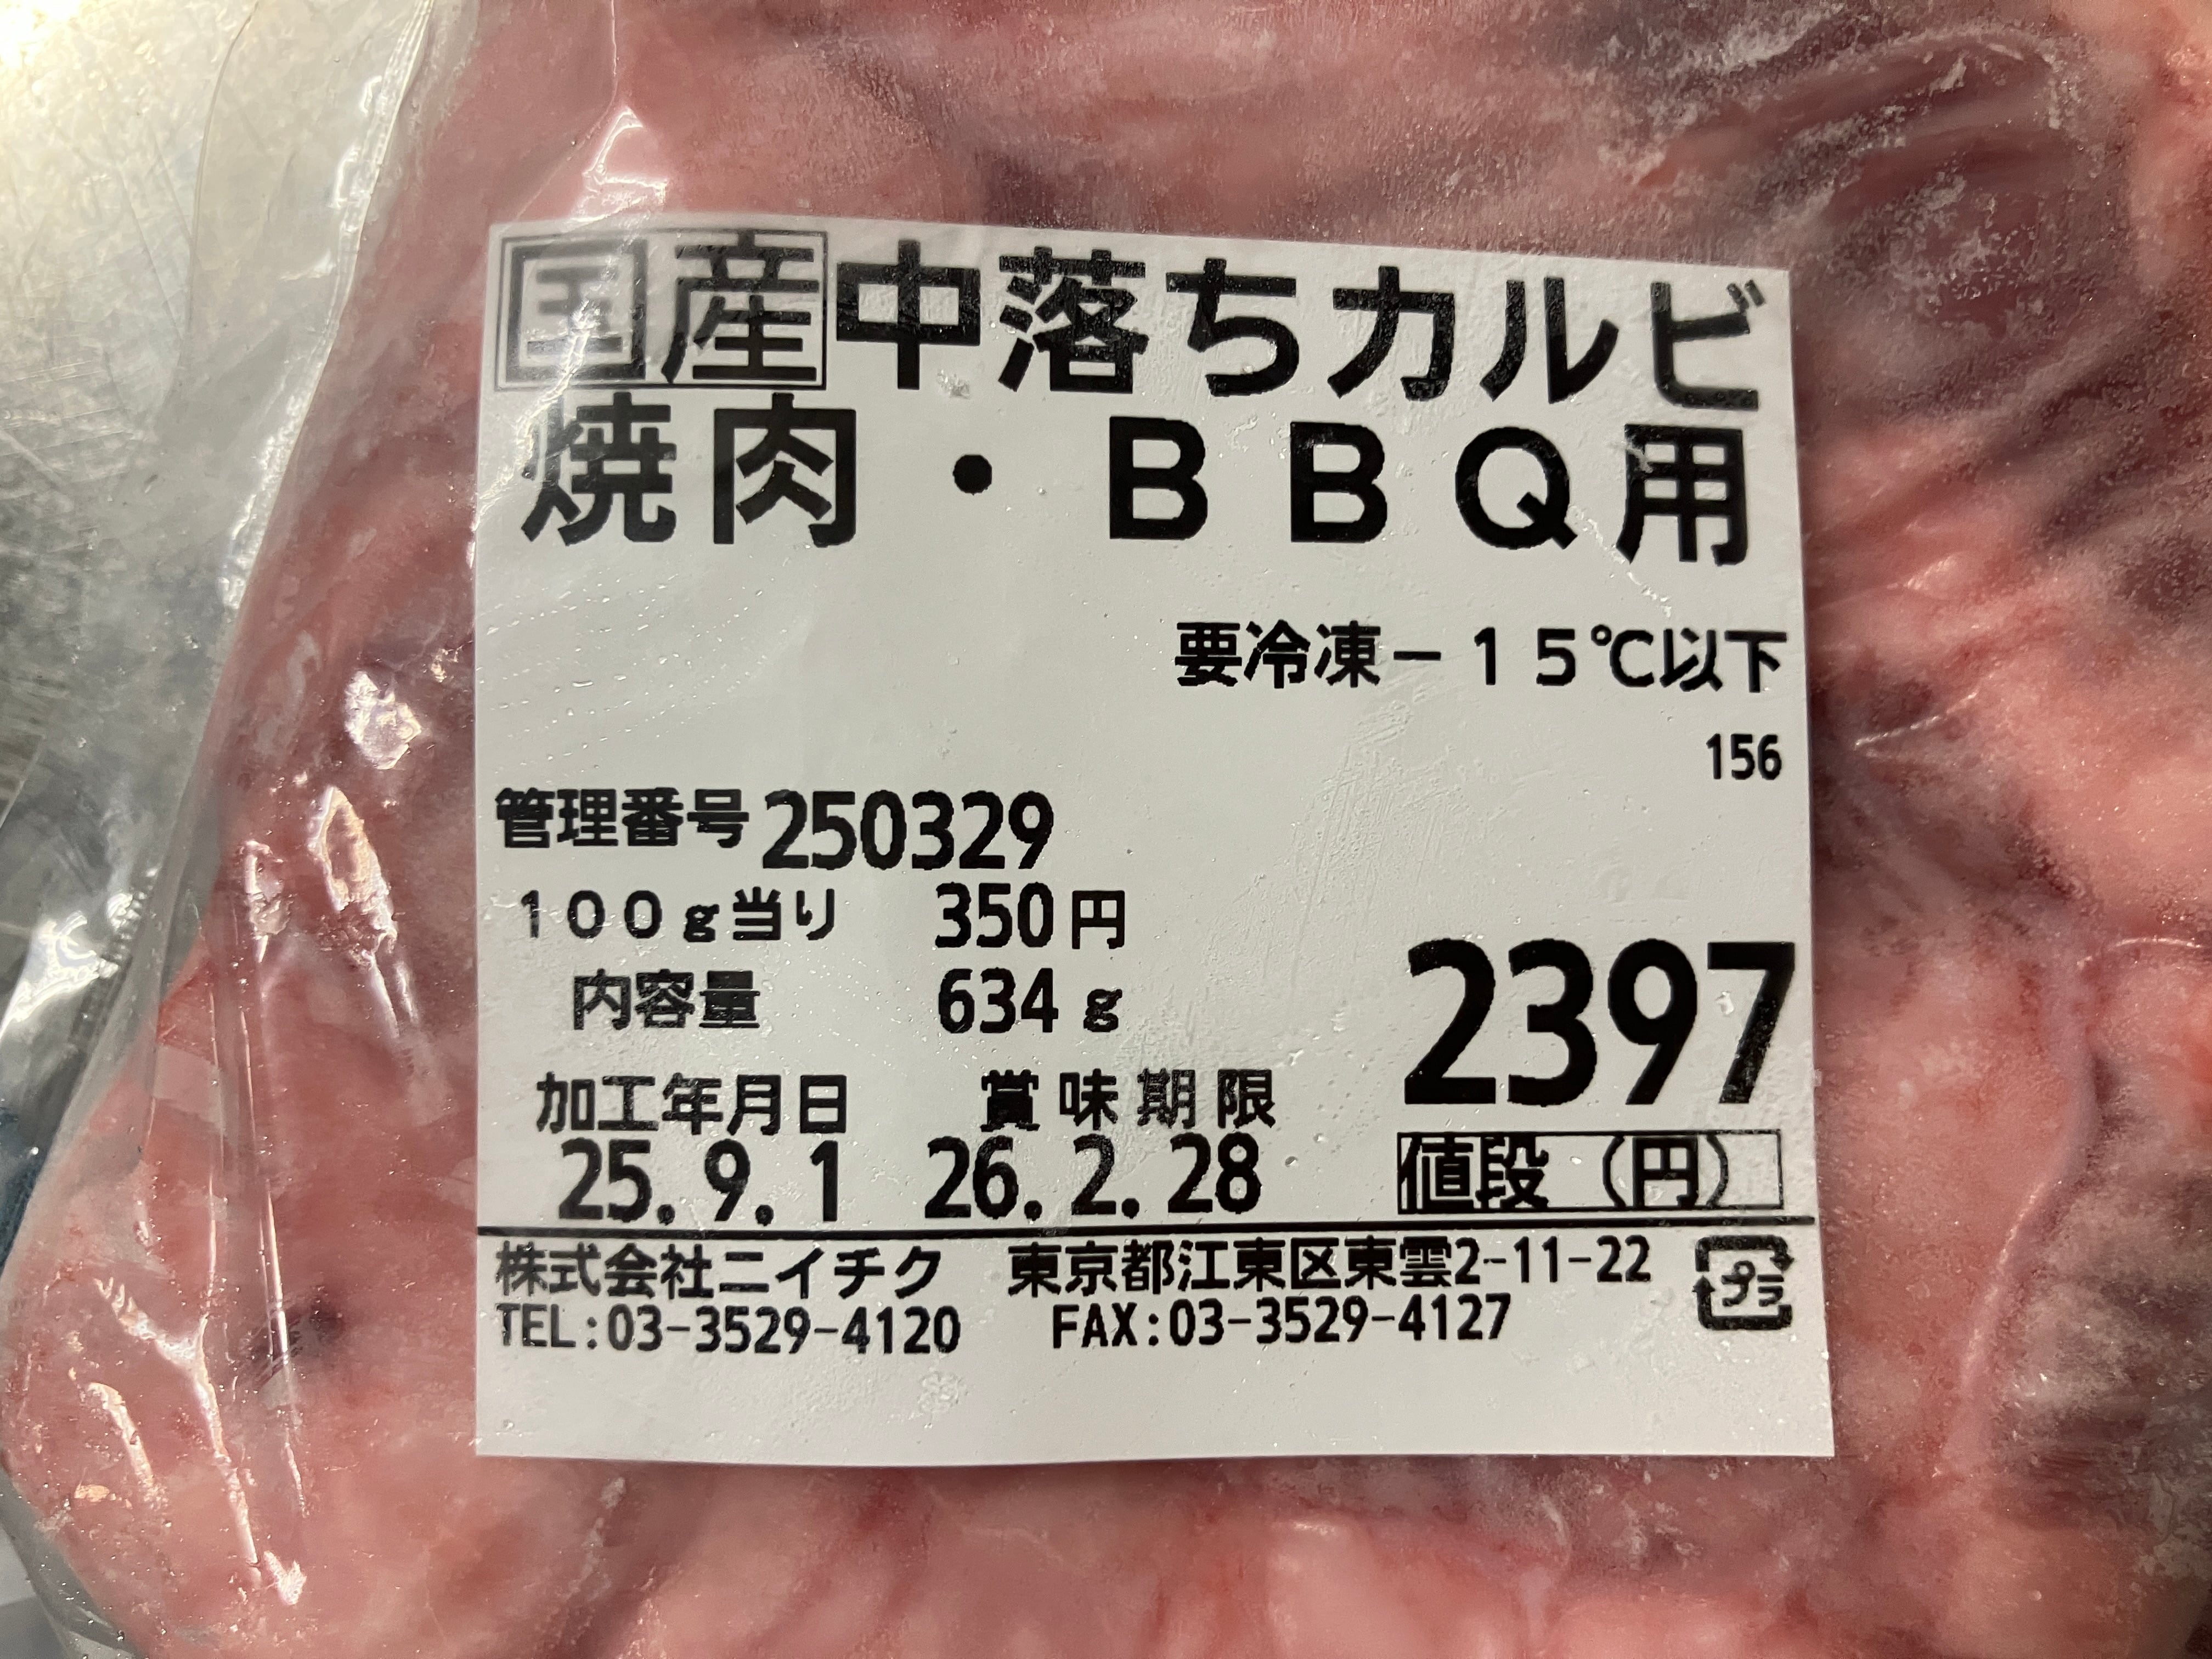 国産中落ちカルビ
焼肉・ＢＢＱ用
要冷凍－１５℃以下
156
管理番号250329
１００ｇ当り 350円
内容量 634ｇ
2397
加工年月日 賞味期限
25.9.1 26.2.28 値段（円）
株式会社ニイチク 東京都江東区東雲2-11-22
TEL:03-3529-4120 FAX:03-3529-4127
プラ